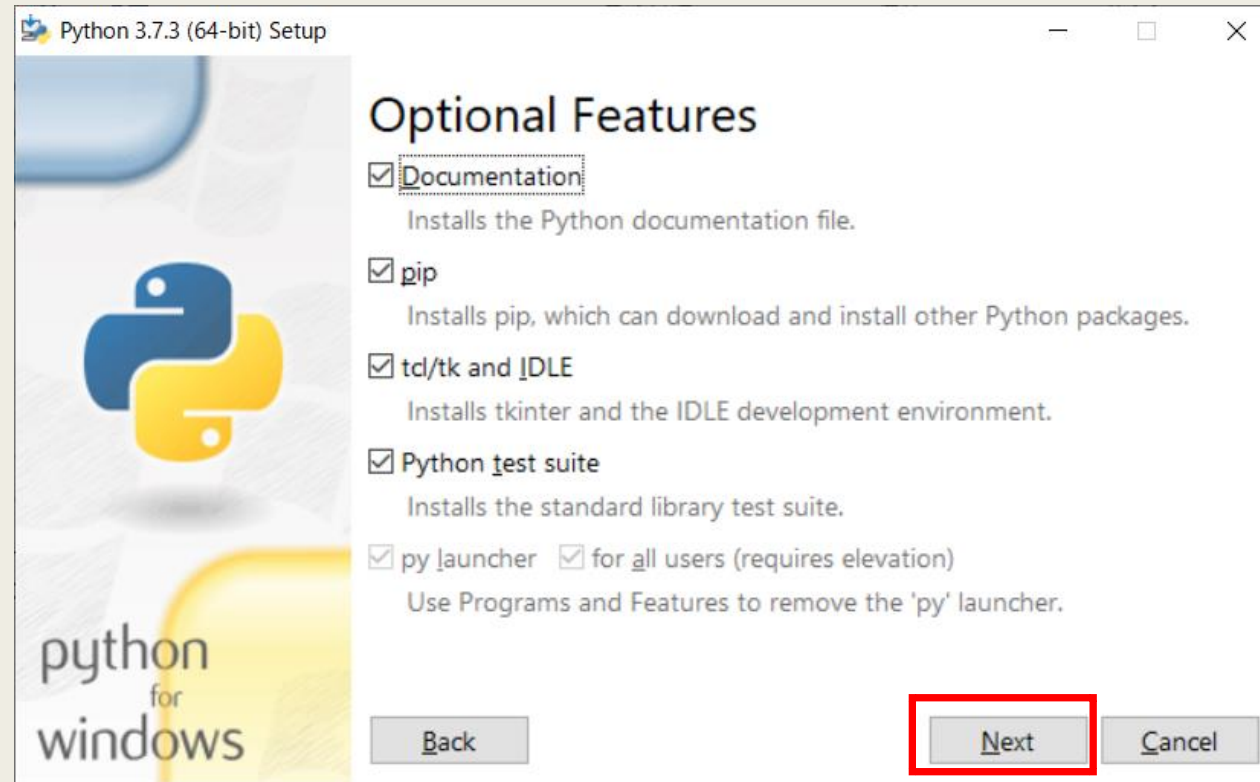 Python 3.7.3 (64-bit) Setup
Optional Features
Documentation
Installs the Python documentation file.
pip
Installs pip, which can download and install other Python packages.
tcl/tk and IDLE
Installs tkinter and the IDLE development environment.
Python test suite
Installs the standard library test suite.
py launcher for all users (requires elevation)
Use Programs and Features to remove the 'py' launcher.
python
for
windows
Back Next Cancel